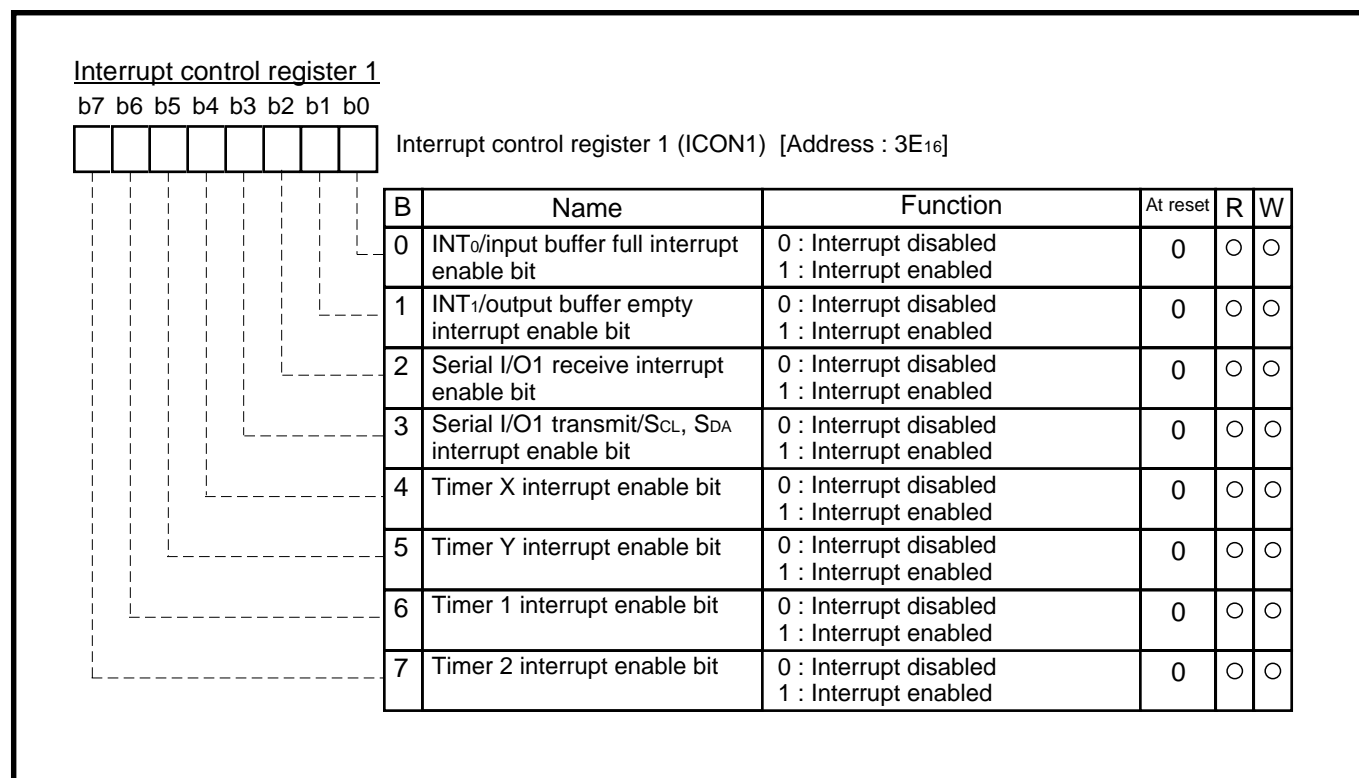 Interrupt control register 1
b7 b6 b5 b4 b3 b2 b1 b0
Interrupt control register 1 (ICON1) [Address : 3E16]
B Name Function At reset R W
0 INT0/input buffer full interrupt enable bit 0 : Interrupt disabled 1 : Interrupt enabled 0 ○ ○
1 INT1/output buffer empty interrupt enable bit 0 : Interrupt disabled 1 : Interrupt enabled 0 ○ ○
2 Serial I/O1 receive interrupt enable bit 0 : Interrupt disabled 1 : Interrupt enabled 0 ○ ○
3 Serial I/O1 transmit/SCL, SDA interrupt enable bit 0 : Interrupt disabled 1 : Interrupt enabled 0 ○ ○
4 Timer X interrupt enable bit 0 : Interrupt disabled 1 : Interrupt enabled 0 ○ ○
5 Timer Y interrupt enable bit 0 : Interrupt disabled 1 : Interrupt enabled 0 ○ ○
6 Timer 1 interrupt enable bit 0 : Interrupt disabled 1 : Interrupt enabled 0 ○ ○
7 Timer 2 interrupt enable bit 0 : Interrupt disabled 1 : Interrupt enabled 0 ○ ○